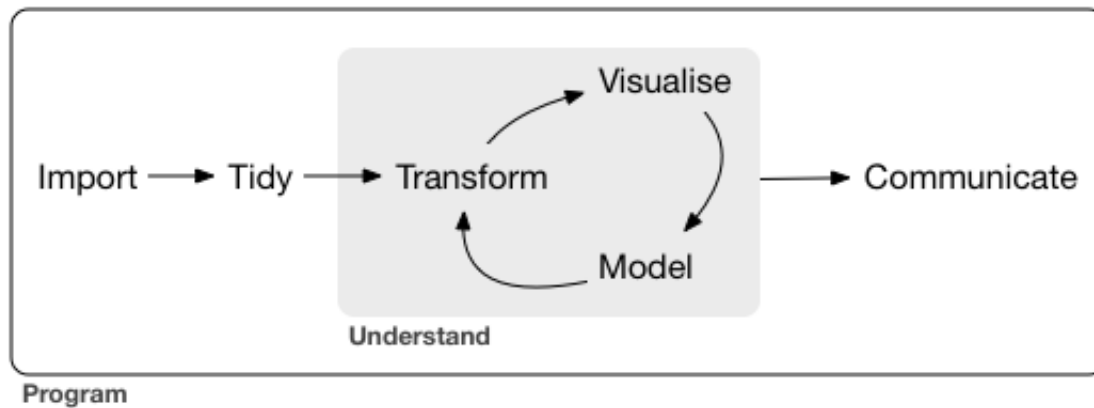 Visualise
Import
Tidy
Transform
Communicate
Model
Understand
Program